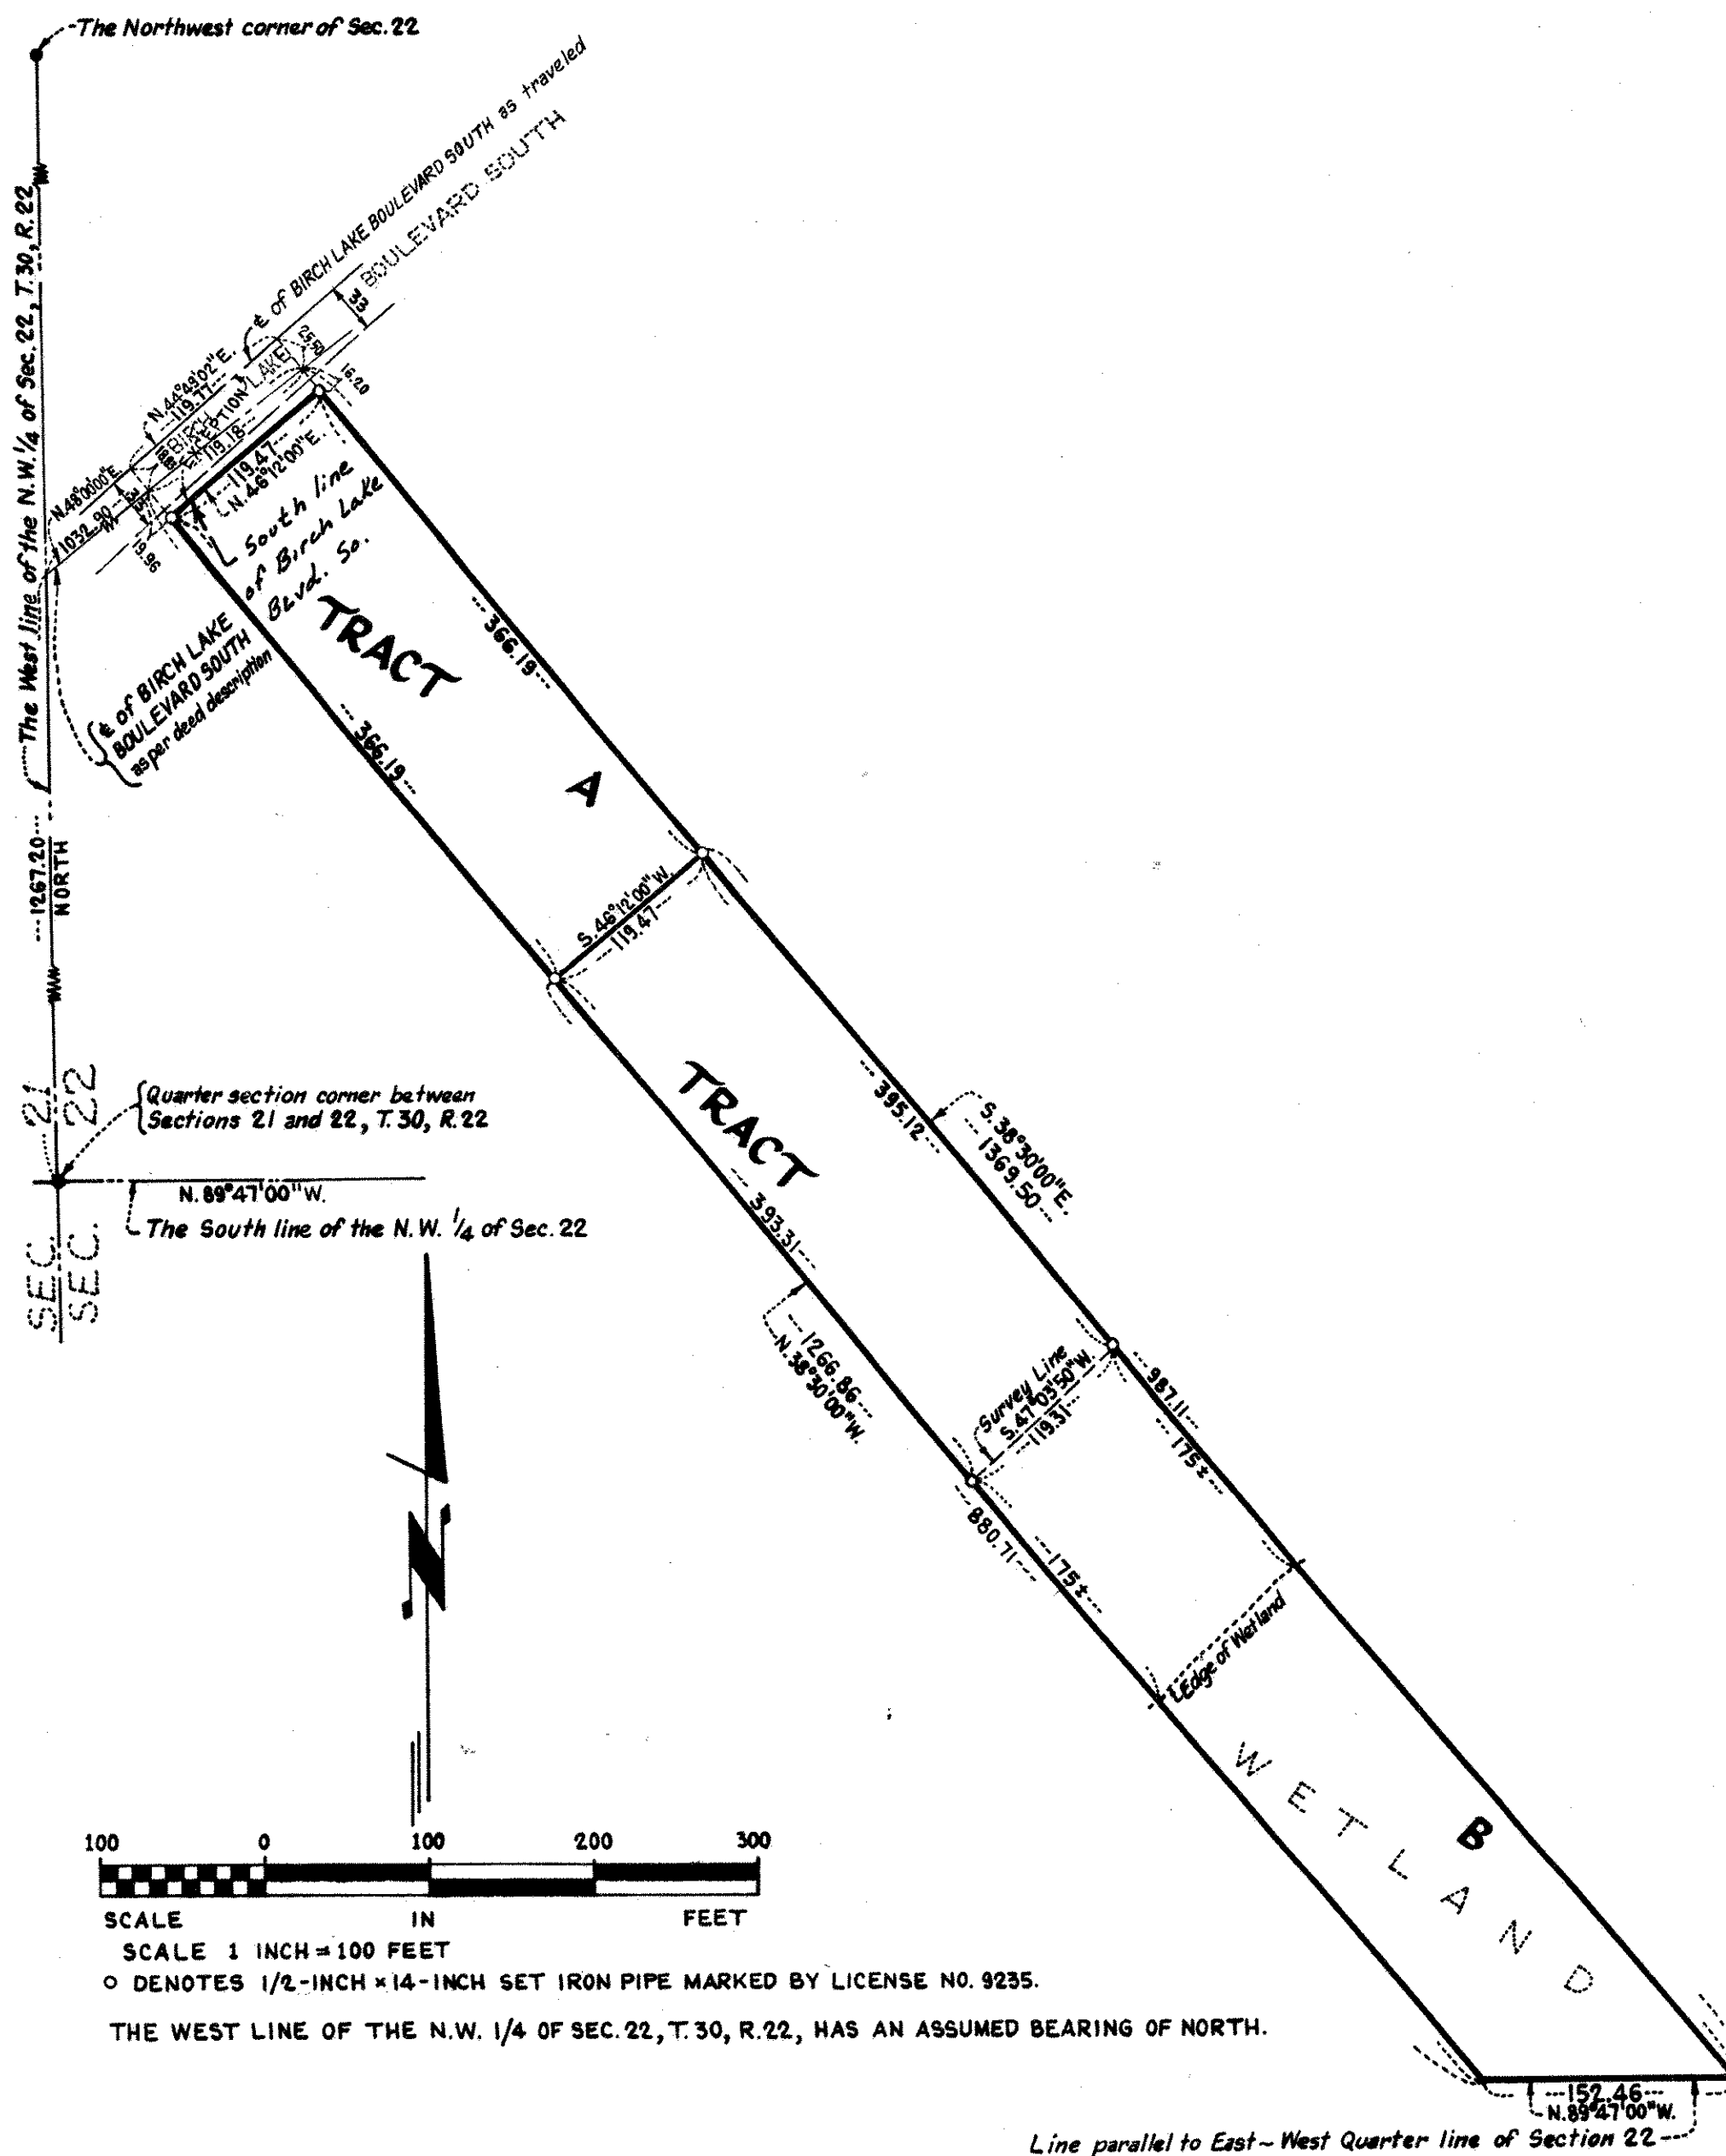 The Northwest corner of Sec. 22
The West line of the N.W. 1/4 of Sec. 22, T. 30, R. 22
℄ of BIRCH LAKE BOULEVARD SOUTH as traveled
BOULEVARD SOUTH
33
25.50
16.20
N. 44°49'02"E.
119.77
BIRCH LAKE
EXCEPTION
18.81
119.18
N. 48°00'00"E.
1032.90
33
19.96
119.47
N. 46°12'00"E.
South line
of Birch Lake
Blvd. So.
℄ of BIRCH LAKE
BOULEVARD SOUTH
as per deed description
TRACT
A
366.19
366.19
1267.20
NORTH
S. 46°12'00"W.
119.47
SEC. 21
SEC. 22
Quarter section corner between
Sections 21 and 22, T. 30, R. 22
N. 89°47'00"W.
The South line of the N.W. 1/4 of Sec. 22
TRACT
395.12
S. 38°30'00"E.
1369.50
393.31
1266.86
N. 38°30'00"W.
Survey Line
S. 47°03'50"W.
119.31
987.11
175±
880.71
175±
Edge of Wetland
WETLAND
B
N
100 0 100 200 300
SCALE IN FEET
SCALE 1 INCH = 100 FEET
O DENOTES 1/2-INCH × 14-INCH SET IRON PIPE MARKED BY LICENSE NO. 9235.
THE WEST LINE OF THE N.W. 1/4 OF SEC. 22, T. 30, R. 22, HAS AN ASSUMED BEARING OF NORTH.
152.46
N. 89°47'00"W.
Line parallel to East~West Quarter line of Section 22